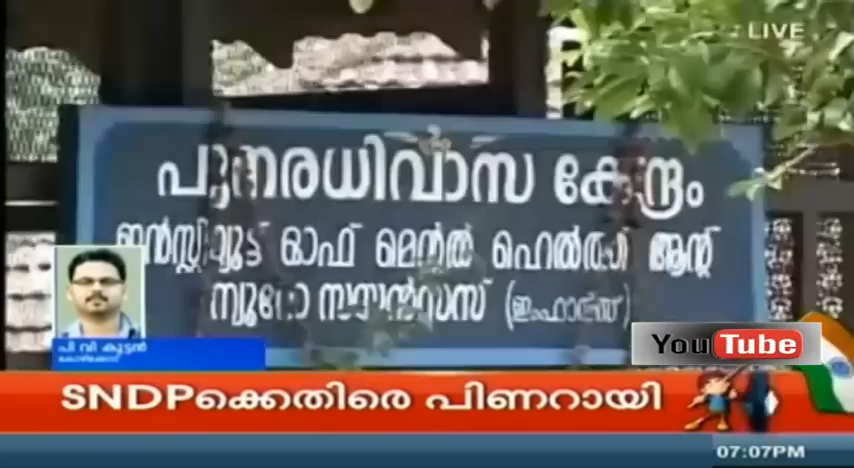 LIVE
പുനരധിവാസ കേന്ദ്രം
ഇൻസ്റ്റിറ്റ്യൂട്ട് ഓഫ് മെന്റൽ ഹെൽത്ത് ആന്റ്
ന്യൂറോ സയൻസസ് (ഇംഹാൻസ്)
പി വി കുട്ടൻ
കോഴിക്കോട്
YouTube
SNDPക്കെതിരെ പിണറായി
07:07PM